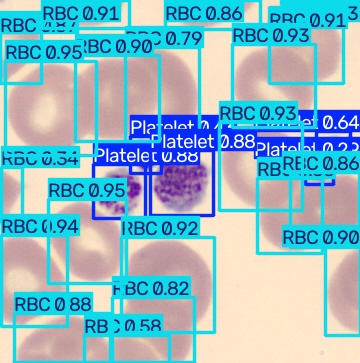 RBC 0.91
RBC 0.86
RBC 0.91
RBC 0.95
RBC 0.90
0.79
RBC 0.93
RBC 0.93
Platelet
0.64
Platelet 0.88
Platelet 0.88
Platelet
RBC 0.86
RBC 0.34
RBC 0.95
RBC 0.94
RBC 0.92
RBC 0.90
RBC 0.82
RBC 0.88
RBC 0.58